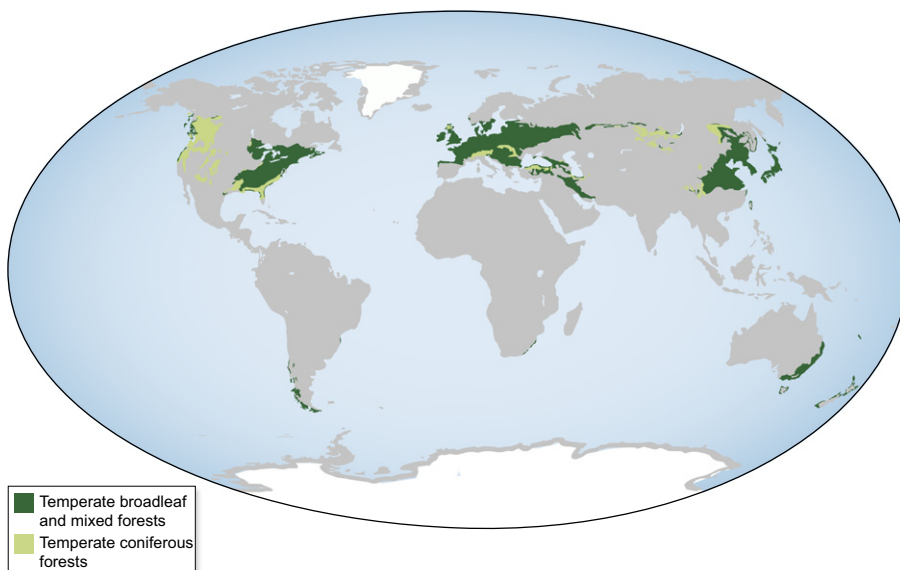 Temperate broadleaf
and mixed forests
Temperate coniferous
forests